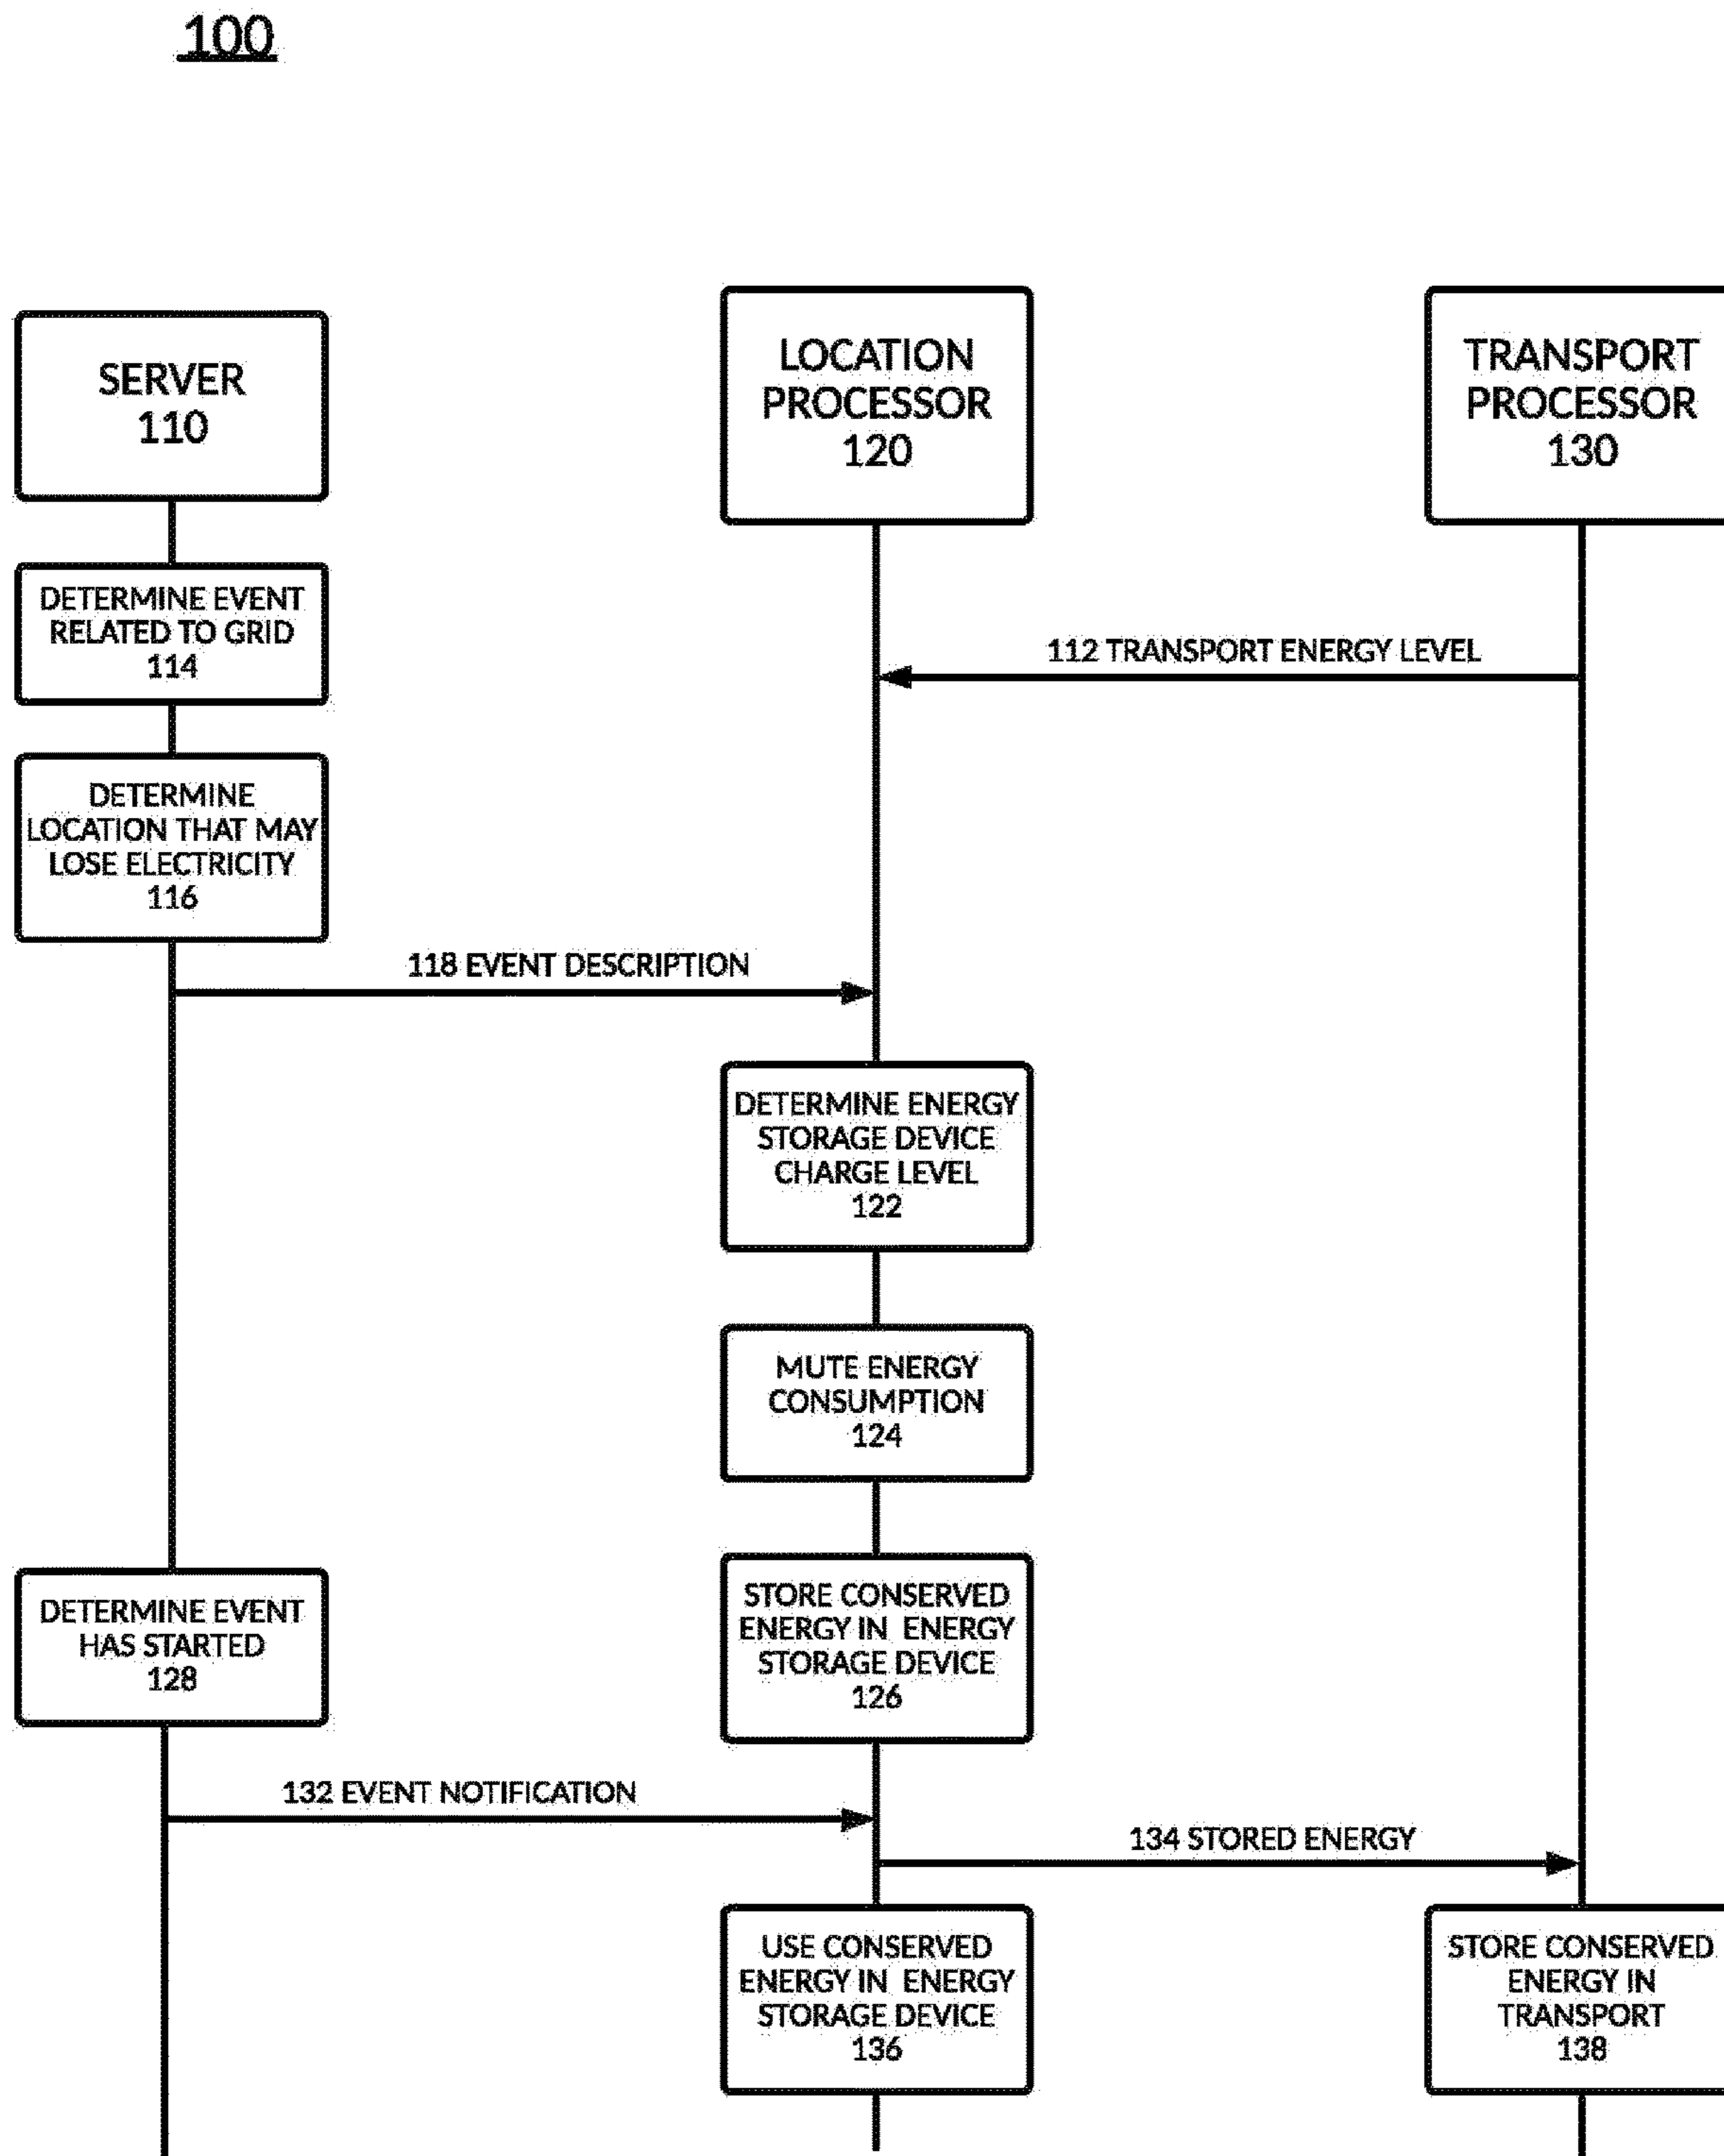 100
SERVER
110
LOCATION
PROCESSOR
120
TRANSPORT
PROCESSOR
130
DETERMINE EVENT
RELATED TO GRID
114
112 TRANSPORT ENERGY LEVEL
DETERMINE
LOCATION THAT MAY
LOSE ELECTRICITY
116
118 EVENT DESCRIPTION
DETERMINE ENERGY
STORAGE DEVICE
CHARGE LEVEL
122
MUTE ENERGY
CONSUMPTION
124
DETERMINE EVENT
HAS STARTED
128
STORE CONSERVED
ENERGY IN ENERGY
STORAGE DEVICE
126
132 EVENT NOTIFICATION
134 STORED ENERGY
USE CONSERVED
ENERGY IN ENERGY
STORAGE DEVICE
136
STORE CONSERVED
ENERGY IN
TRANSPORT
138